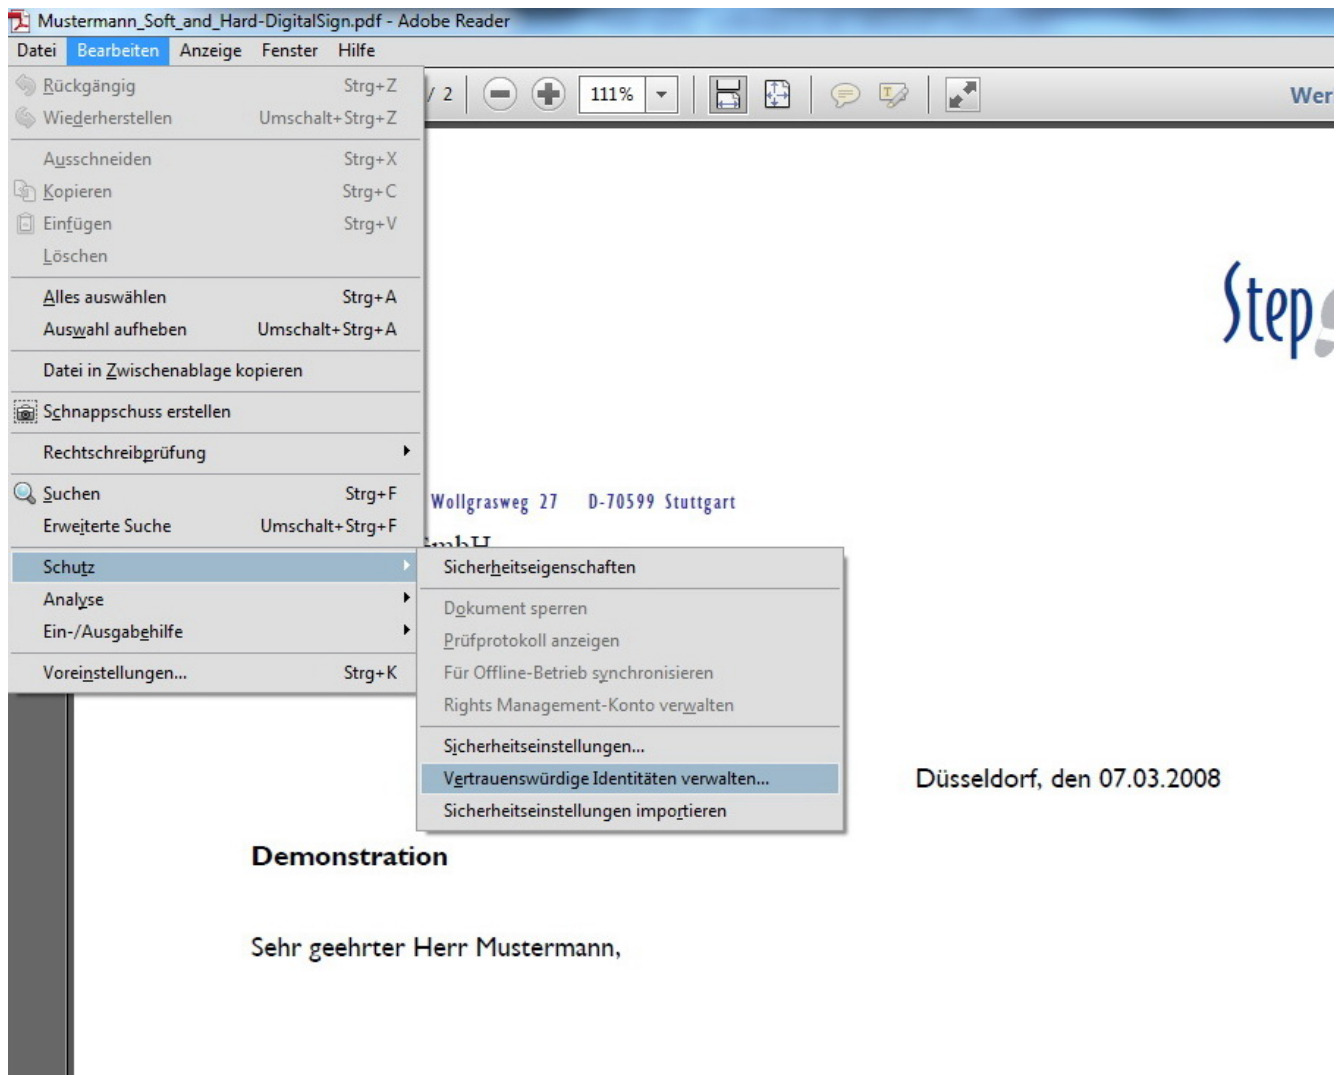 Mustermann_Soft_and_Hard-DigitalSign.pdf - Adobe Reader
Datei Bearbeiten Anzeige Fenster Hilfe
/ 2 111% Wer
Rückgängig Strg+Z
Wiederherstellen Umschalt+Strg+Z
Ausschneiden Strg+X
Kopieren Strg+C
Einfügen Strg+V
Löschen
Alles auswählen Strg+A
Auswahl aufheben Umschalt+Strg+A
Datei in Zwischenablage kopieren
Schnappschuss erstellen
Rechtschreibprüfung
Suchen Strg+F
Erweiterte Suche Umschalt+Strg+F
Schutz
Analyse
Ein-/Ausgabehilfe
Voreinstellungen... Strg+K
Sicherheitseigenschaften
Dokument sperren
Prüfprotokoll anzeigen
Für Offline-Betrieb synchronisieren
Rights Management-Konto verwalten
Sicherheitseinstellungen...
Vertrauenswürdige Identitäten verwalten...
Sicherheitseinstellungen importieren
Step
Wollgrasweg 27 D-70599 Stuttgart
Düsseldorf, den 07.03.2008
Demonstration
Sehr geehrter Herr Mustermann,